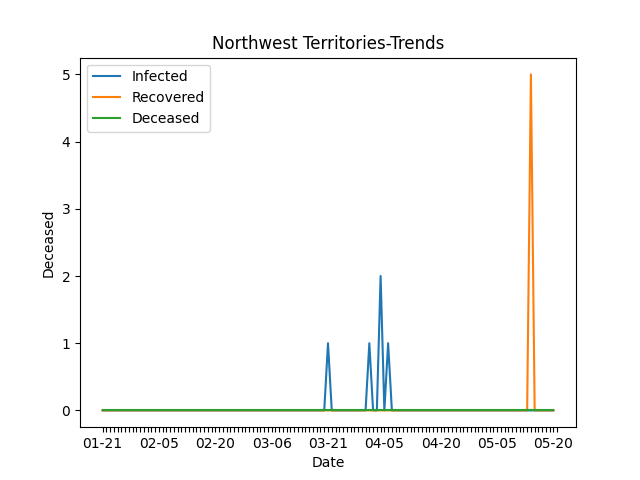 Northwest Territories-Trends
Infected
Recovered
Deceased
5
4
3
2
1
0
Deceased
01-21 02-05 02-20 03-06 03-21 04-05 04-20 05-05 05-20
Date